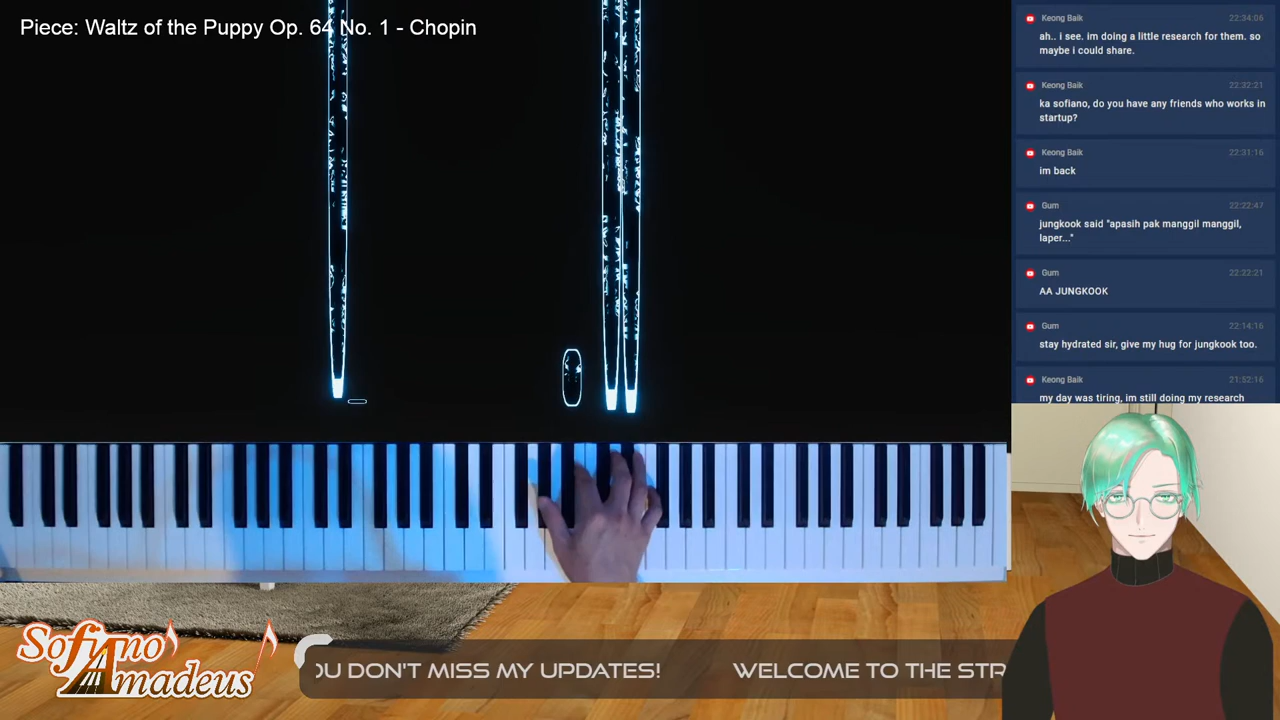 Piece: Waltz of the Puppy Op. 64 No. 1 - Chopin
Keong Baik 22:34:06
ah.. i see. im doing a little research for them. so
maybe i could share.
Keong Baik 22:32:21
ka sofiano, do you have any friends who works in
startup?
Keong Baik 22:31:16
im back
Gum 22:22:47
jungkook said "apasih pak manggil manggil,
laper..."
Gum 22:22:21
AA JUNGKOOK
Gum 22:14:16
stay hydrated sir, give my hug for jungkook too.
Keong Baik 21:52:16
my day was tiring, im still doing my research
Sofiano
Amadeus
OU DON'T MISS MY UPDATES! WELCOME TO THE STR